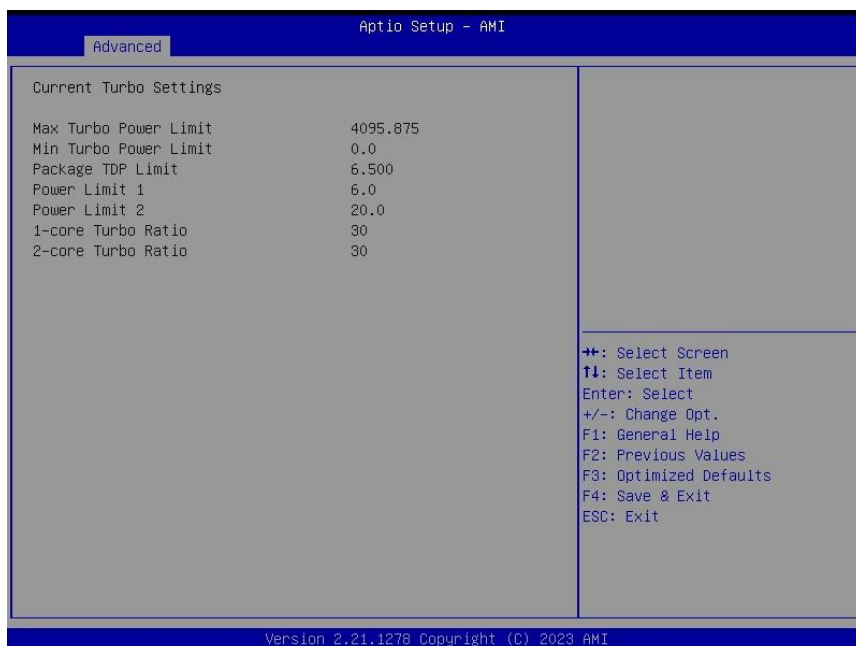 Aptio Setup - AMI
Advanced
Current Turbo Settings
Max Turbo Power Limit 4095.875
Min Turbo Power Limit 0.0
Package TDP Limit 6.500
Power Limit 1 6.0
Power Limit 2 20.0
1-core Turbo Ratio 30
2-core Turbo Ratio 30
→←: Select Screen
↑↓: Select Item
Enter: Select
+/-: Change Opt.
F1: General Help
F2: Previous Values
F3: Optimized Defaults
F4: Save & Exit
ESC: Exit
Version 2.21.1278 Copyright (C) 2023 AMI